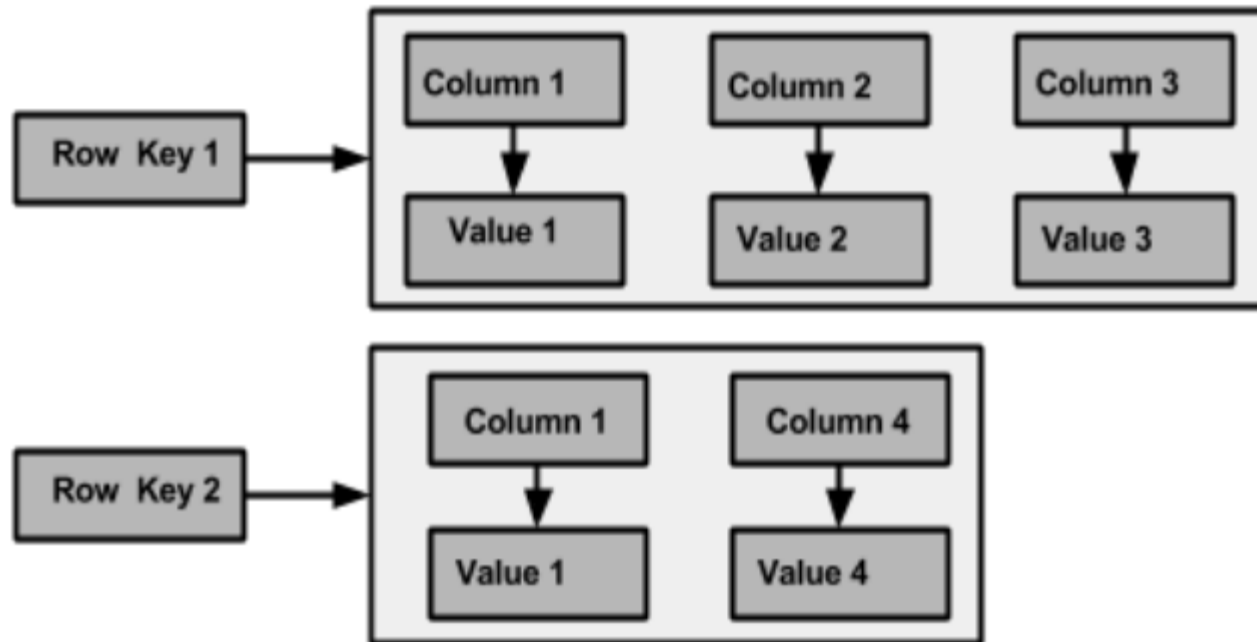 Column 1
Column 2
Column 3
Row Key 1
Value 1
Value 2
Value 3
Column 1
Column 4
Row Key 2
Value 1
Value 4